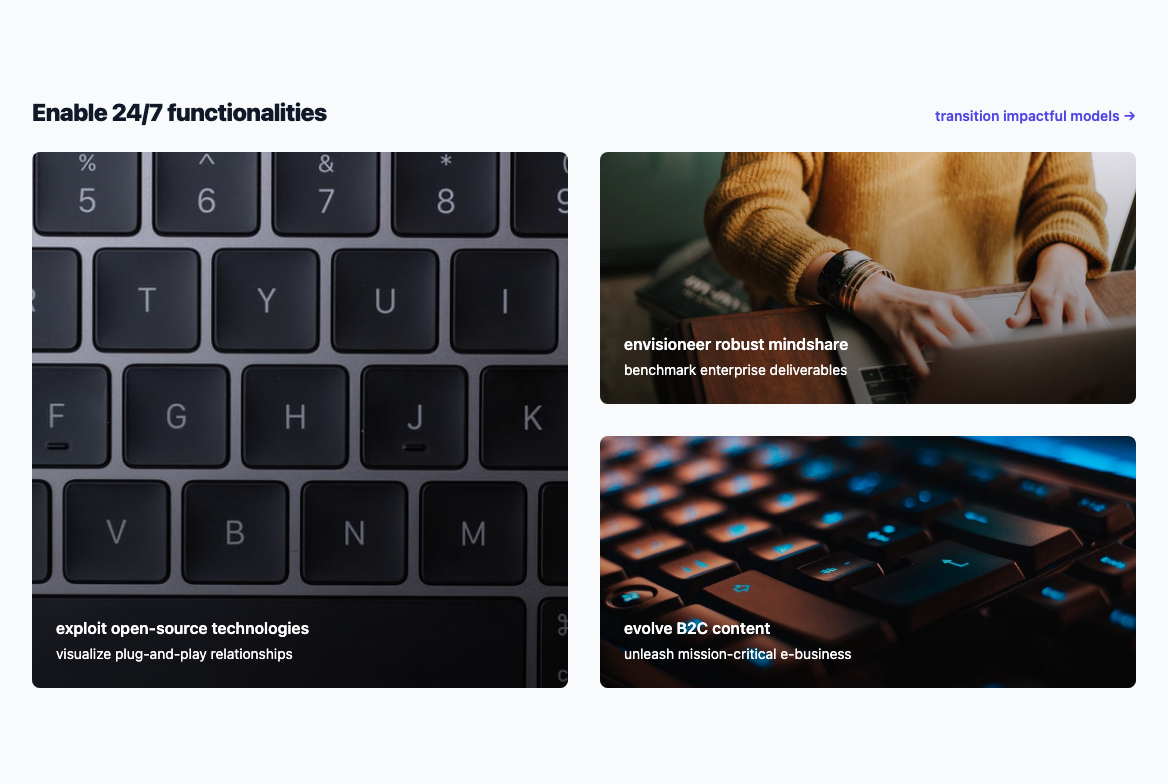 Enable 24/7 functionalities
transition impactful models →
% ^ & *
5 6 7 8 9
T Y U I
F G H J K
V B N M
⌘
exploit open-source technologies
visualize plug-and-play relationships
envisioneer robust mindshare
benchmark enterprise deliverables
evolve B2C content
unleash mission-critical e-business